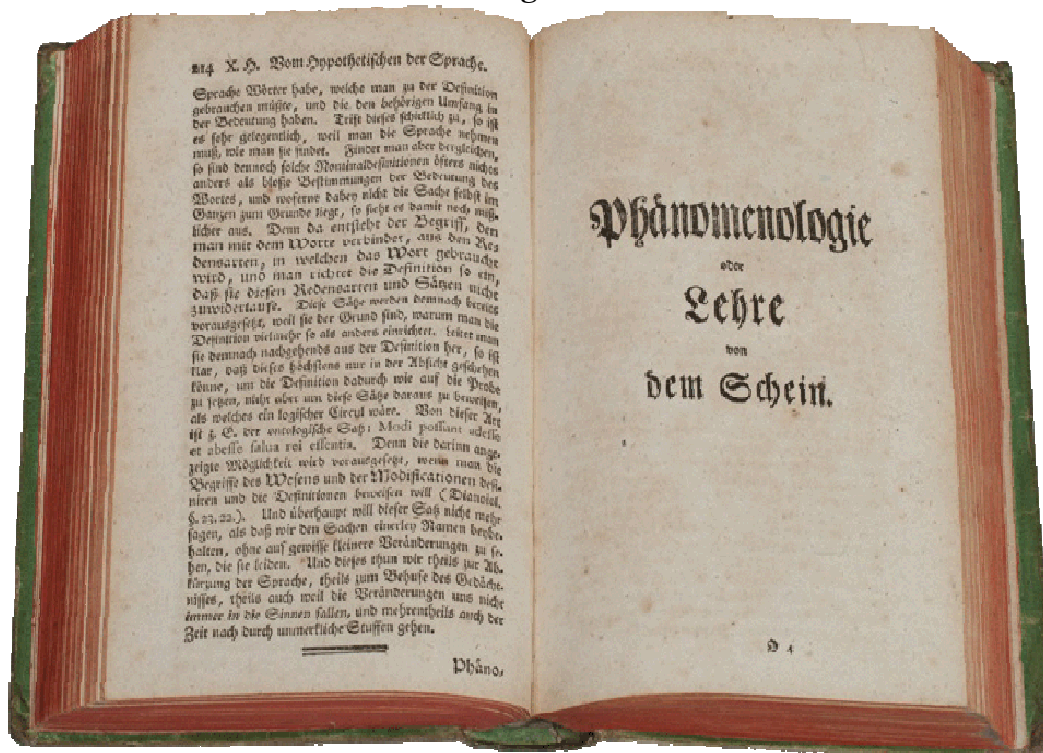 214 X. H. Vom Hypothetischen der Sprache.
Sprache Wörter habe, welche man zu der Definition
gebrauchen müßte, und die den behörigen Umfang in
der Bedeutung haben. Trift dieses schicklich zu, so ist
es sehr gelegentlich, weil man die Sprache nehmen
muß, wie man sie findet. Findet man aber dergleichen,
so sind dennoch solche Nominaldefinitionen öfters nichts
anders als bloße Bestimmungen der Bedeutung des
Wortes, und woferne dabey nicht die Sache selbst im
Ganzen zum Grunde liegt, so sieht es damit noch miß,
licher aus. Denn da entsteht der Begriff, den
man mit dem Worte verbindet, aus den Re,
densarten, in welchen das Wort gebraucht
wird, und man richtet die Definition so ein,
daß sie diesen Redensarten und Sätzen nicht
zuwiderlaufe. Diese Sätze werden demnach bereits
vorausgesetzt, weil sie der Grund sind, warum man die
Definition vielmehr so als anders einrichtet. Leitet man
sie demnach nachgehends aus der Definition her, so ist
klar, daß dieses höchstens nur in der Absicht geschehen
könne, um die Definition dadurch wie auf die Probe
zu setzen, nicht aber um diese Sätze daraus zu beweisen,
als welches ein logischer Circul wäre. Von dieser Art
ist z. E. der ontologische Satz: Modi possunt adesse
et abesse salua rei essentia. Denn die darinn ange,
zeigte Möglichkeit wird vorausgesetzt, wenn man die
Begriffe des Wesens und der Modificationen defi,
niren und die Definitionen beweisen will (Dianoiol.
§. 23. 22.). Und überhaupt will dieser Satz nicht mehr
sagen, als daß wir den Sachen einerley Namen beybe,
halten, ohne auf gewisse kleinere Veränderungen zu se,
hen, die sie leiden. Und dieses thun wir theils zur Ab,
kürzung der Sprache, theils zum Behufe des Gedächt,
nisses, theils auch weil die Veränderungen uns nicht
immer in die Sinnen fallen, und mehrentheils auch der
Zeit nach durch unmerkliche Stuffen gehen.
Phäno,
Phänomenologie
oder
Lehre
von
dem Schein.
O 4